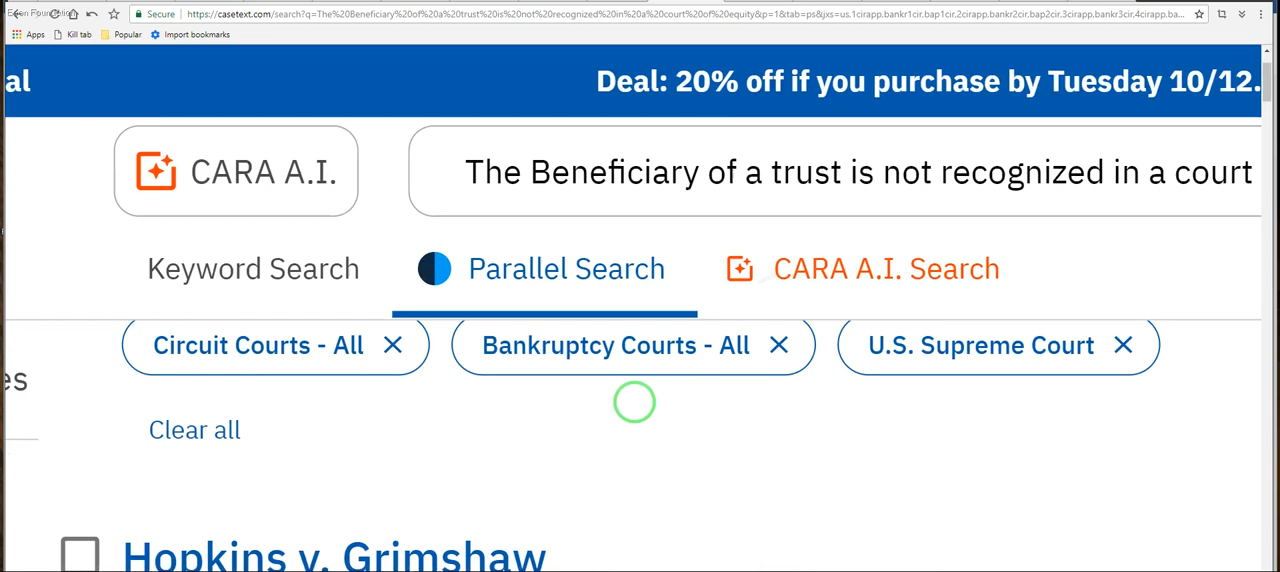 Secure https://casetext.com/search?q=The%20Beneficiary%20of%20a%20trust%20is%20not%20recognized%20in%20a%20court%20of%20equity&p=1&tab=ps&jxs=us.1cirapp.bankr1cir.bap1cir.2cirapp.bankr2cir.bap2cir.3cirapp.bankr3cir.4cirapp.ba...
Apps Kill tab Popular Import bookmarks
al Deal: 20% off if you purchase by Tuesday 10/12.
CARA A.I. The Beneficiary of a trust is not recognized in a court
Keyword Search Parallel Search CARA A.I. Search
Circuit Courts - All Bankruptcy Courts - All U.S. Supreme Court
es
Clear all
Hopkins v. Grimshaw